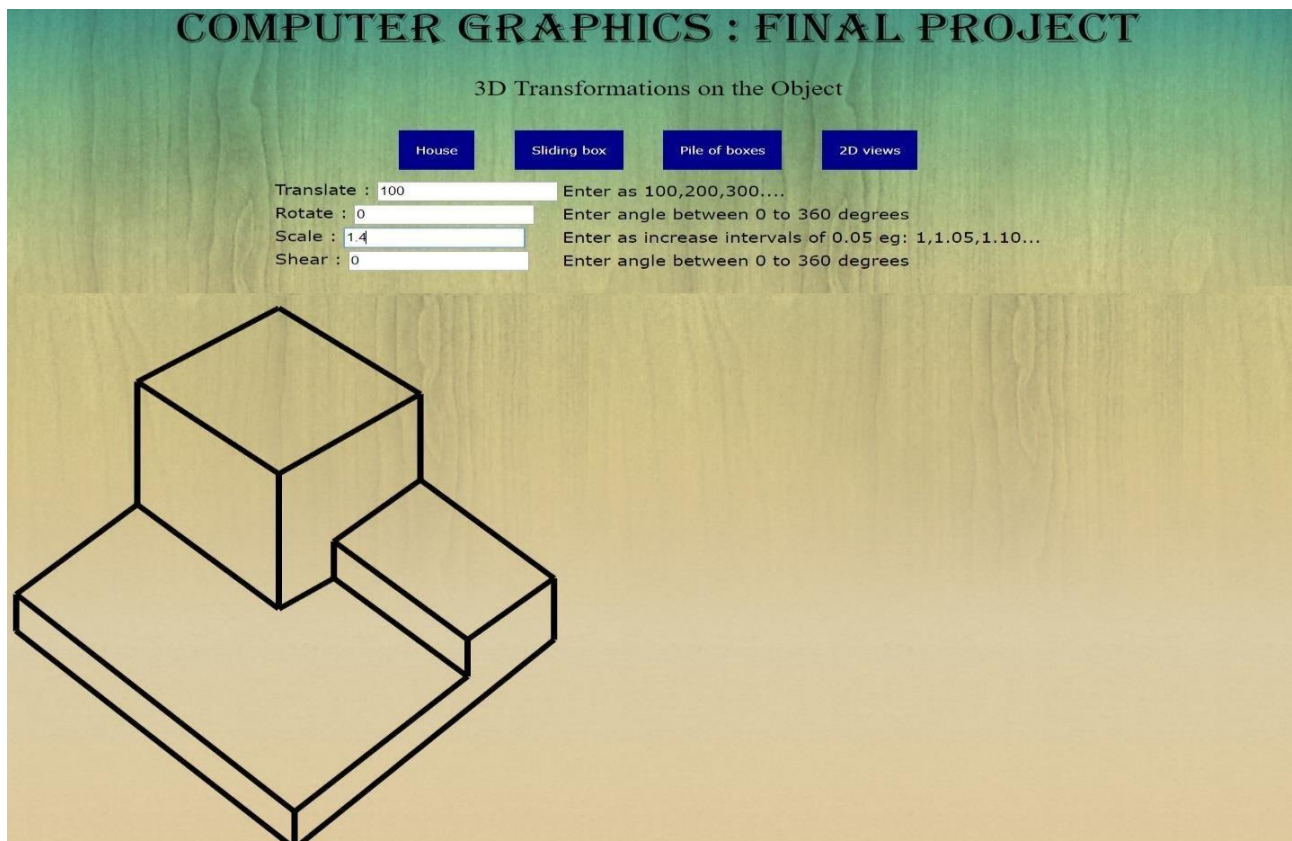 COMPUTER GRAPHICS : FINAL PROJECT
3D Transformations on the Object
House Sliding box Pile of boxes 2D views
Translate : 100 Enter as 100,200,300....
Rotate : 0 Enter angle between 0 to 360 degrees
Scale : 1.4 Enter as increase intervals of 0.05 eg: 1,1.05,1.10...
Shear : 0 Enter angle between 0 to 360 degrees